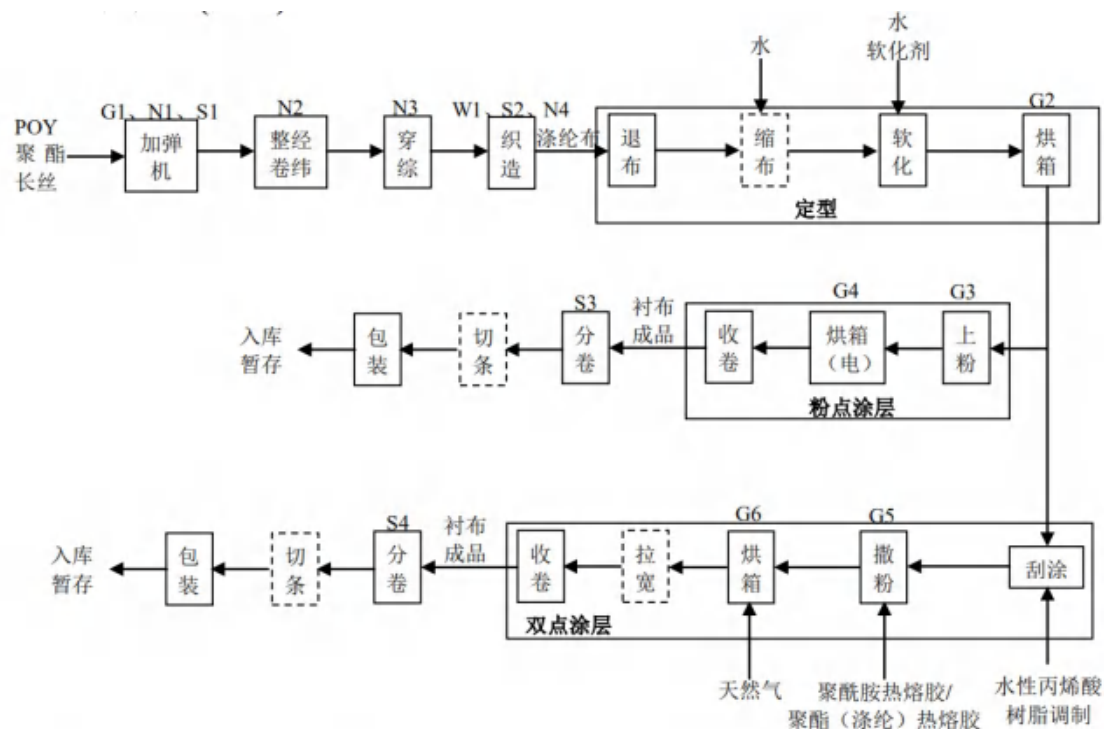 水
水
软化剂
G1、N1、S1
N2
N3
W1、S2、N4
G2
POY
聚 酯
长丝
加弹
机
整经
卷纬
穿
综
织
造
涤纶布
退
布
缩
布
软
化
烘
箱
定型
S3
衬布
成品
G4
G3
入库
暂存
包
装
切
条
分
卷
收
卷
烘箱
（电）
上
粉
粉点涂层
S4
衬布
成品
G6
G5
入库
暂存
包
装
切
条
分
卷
收
卷
拉
宽
烘
箱
撒
粉
刮涂
双点涂层
天然气
聚酰胺热熔胶/
聚酯（涤纶）热熔胶
水性丙烯酸
树脂调制